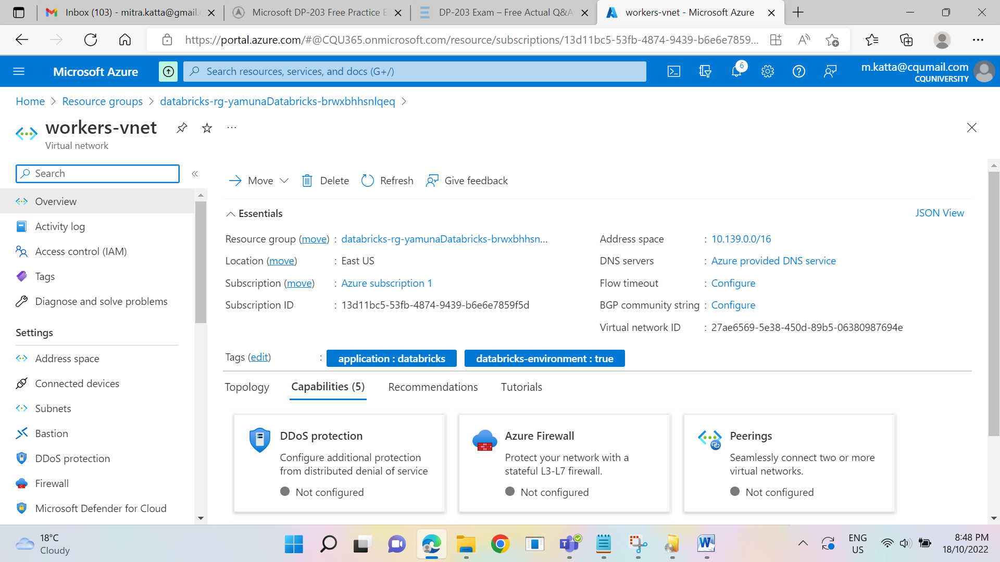 Inbox (103) - mitra.katta@gmail.c
Microsoft DP-203 Free Practice E
DP-203 Exam – Free Actual Q&A
workers-vnet - Microsoft Azure
https://portal.azure.com/#@CQU365.onmicrosoft.com/resource/subscriptions/13d11bc5-53fb-4874-9439-b6e6e7859...
Microsoft Azure
Search resources, services, and docs (G+/)
6
m.katta@cqumail.com
CQUNIVERSITY
Home > Resource groups > databricks-rg-yamunaDatabricks-brwxbhhsnlqeq >
workers-vnet
Virtual network
Search
Overview
Activity log
Access control (IAM)
Tags
Diagnose and solve problems
Settings
Address space
Connected devices
Subnets
Bastion
DDoS protection
Firewall
Microsoft Defender for Cloud
Move
Delete
Refresh
Give feedback
Essentials
JSON View
Resource group (move) : databricks-rg-yamunaDatabricks-brwxbhhsn...
Location (move) : East US
Subscription (move) : Azure subscription 1
Subscription ID : 13d11bc5-53fb-4874-9439-b6e6e7859f5d
Address space : 10.139.0.0/16
DNS servers : Azure provided DNS service
Flow timeout : Configure
BGP community string : Configure
Virtual network ID : 27ae6569-5e38-450d-89b5-06380987694e
Tags (edit) : application : databricks databricks-environment : true
Topology
Capabilities (5)
Recommendations
Tutorials
DDoS protection
Configure additional protection
from distributed denial of service
Not configured
Azure Firewall
Protect your network with a
stateful L3-L7 firewall.
Not configured
Peerings
Seamlessly connect two or more
virtual networks.
Not configured
18°C
Cloudy
ENG
US
8:48 PM
18/10/2022